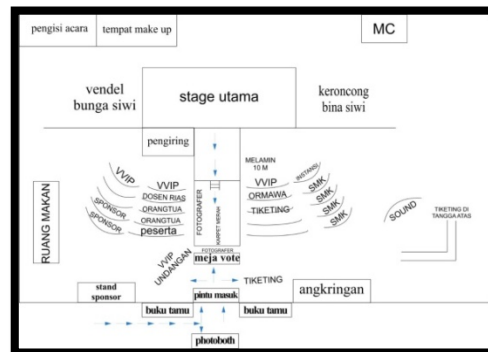 pengisi acara
tempat make up
MC
vendel
bunga siwi
stage utama
keroncong
bina siwi
pengiring
MELAMIN
10 M
VVIP
VVIP
VVIP
INSTANSI
DOSEN RIAS
ORMAWA
SMK
SPONSOR
ORANGTUA
TIKETING
SMK
SPONSOR
ORANGTUA
SMK
peserta
SMK
FOTOGRAFER
KARPET MERAH
RUANG MAKAN
SOUND
TIKETING DI
TANGGA ATAS
VVIP
UNDANGAN
FOTOGRAFER
meja vote
TIKETING
stand
sponsor
pintu masuk
angkringan
buku tamu
buku tamu
photoboth